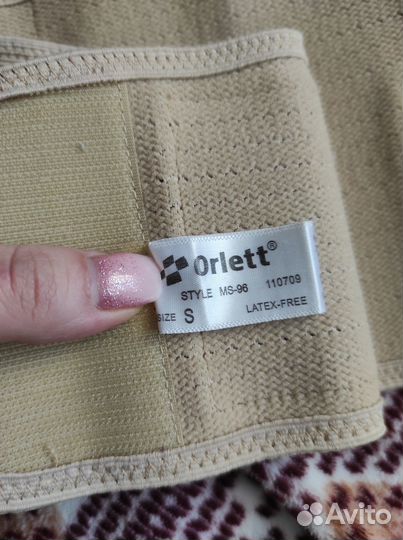 Orlett®
STYLE MS-96 110709
SIZE S LATEX-FREE
Avito